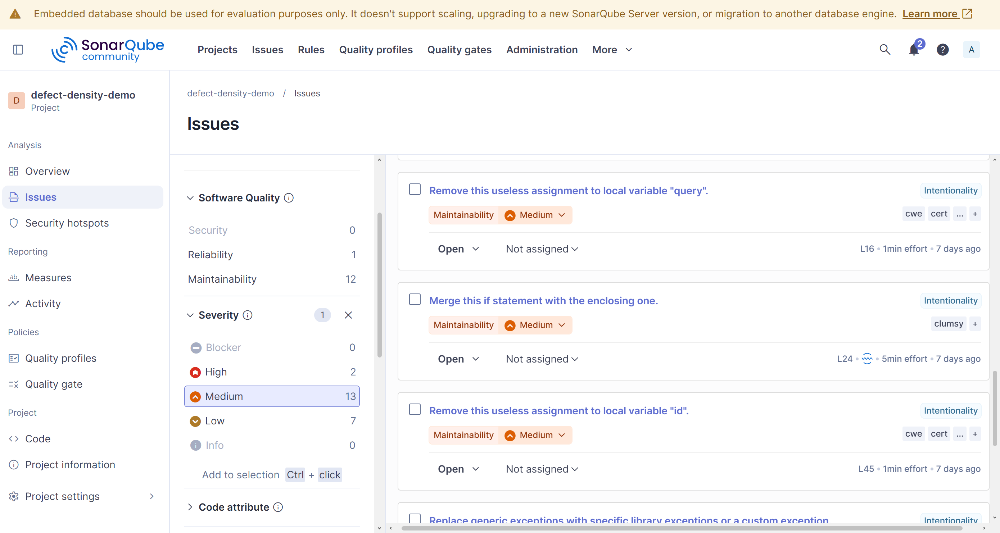 Embedded database should be used for evaluation purposes only. It doesn't support scaling, upgrading to a new SonarQube Server version, or migration to another database engine. Learn more
SonarQube community
Projects Issues Rules Quality profiles Quality gates Administration More
2
?
A
D
defect-density-demo
Project
Analysis
Overview
Issues
Security hotspots
Reporting
Measures
Activity
Policies
Quality profiles
Quality gate
Project
Code
Project information
Project settings
defect-density-demo / Issues
Issues
Software Quality
Security 0
Reliability 1
Maintainability 12
Severity 1
Blocker 0
High 2
Medium 13
Low 7
Info 0
Add to selection Ctrl + click
Code attribute
Remove this useless assignment to local variable "query". Intentionality
Maintainability Medium cwe cert ... +
Open Not assigned L16 • 1min effort • 7 days ago
Merge this if statement with the enclosing one. Intentionality
Maintainability Medium clumsy +
Open Not assigned L24 • • 5min effort • 7 days ago
Remove this useless assignment to local variable "id". Intentionality
Maintainability Medium cwe cert ... +
Open Not assigned L45 • 1min effort • 7 days ago
Replace generic exceptions with specific library exceptions or a custom exception Intentionality